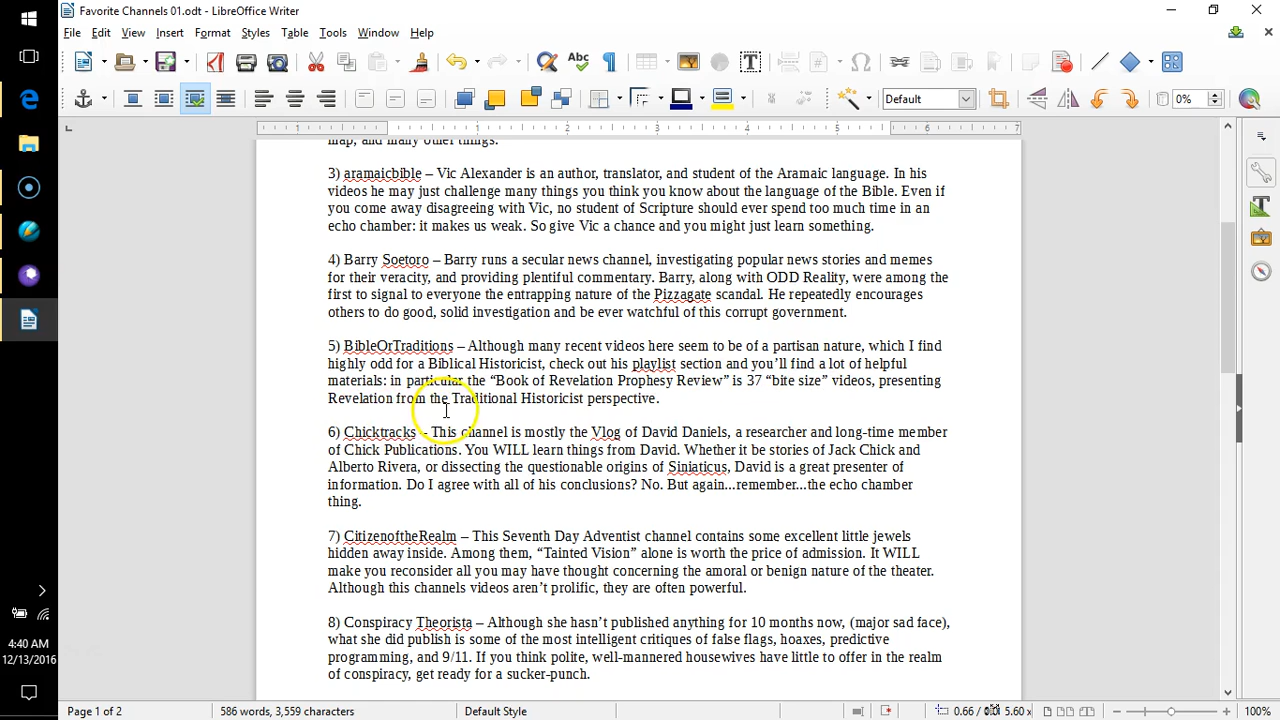 Favorite Channels 01.odt - LibreOffice Writer
File Edit View Insert Format Styles Table Tools Window Help
Default
0%
1 1 2 3 4 5 6 7
map, and many other things.
3) aramaicbible – Vic Alexander is an author, translator, and student of the Aramaic language. In his
videos he may just challenge many things you think you know about the language of the Bible. Even if
you come away disagreeing with Vic, no student of Scripture should ever spend too much time in an
echo chamber: it makes us weak. So give Vic a chance and you might just learn something.
4) Barry Soetoro – Barry runs a secular news channel, investigating popular news stories and memes
for their veracity, and providing plentiful commentary. Barry, along with ODD Reality, were among the
first to signal to everyone the entrapping nature of the Pizzagate scandal. He repeatedly encourages
others to do good, solid investigation and be ever watchful of this corrupt government.
5) BibleOrTraditions – Although many recent videos here seem to be of a partisan nature, which I find
highly odd for a Biblical Historicist, check out his playlist section and you’ll find a lot of helpful
materials: in particular the “Book of Revelation Prophesy Review” is 37 “bite size” videos, presenting
Revelation from the Traditional Historicist perspective.
6) Chicktracks – This channel is mostly the Vlog of David Daniels, a researcher and long-time member
of Chick Publications. You WILL learn things from David. Whether it be stories of Jack Chick and
Alberto Rivera, or dissecting the questionable origins of Siniaticus, David is a great presenter of
information. Do I agree with all of his conclusions? No. But again...remember...the echo chamber
thing.
7) CitizenoftheRealm – This Seventh Day Adventist channel contains some excellent little jewels
hidden away inside. Among them, “Tainted Vision” alone is worth the price of admission. It WILL
make you reconsider all you may have thought concerning the amoral or benign nature of the theater.
Although this channels videos aren’t prolific, they are often powerful.
8) Conspiracy Theorista – Although she hasn’t published anything for 10 months now, (major sad face),
what she did publish is some of the most intelligent critiques of false flags, hoaxes, predictive
programming, and 9/11. If you think polite, well-mannered housewives have little to offer in the realm
of conspiracy, get ready for a sucker-punch.
4:40 AM
12/13/2016
Page 1 of 2 586 words, 3,559 characters Default Style 0.66 / 5.60 x 100%